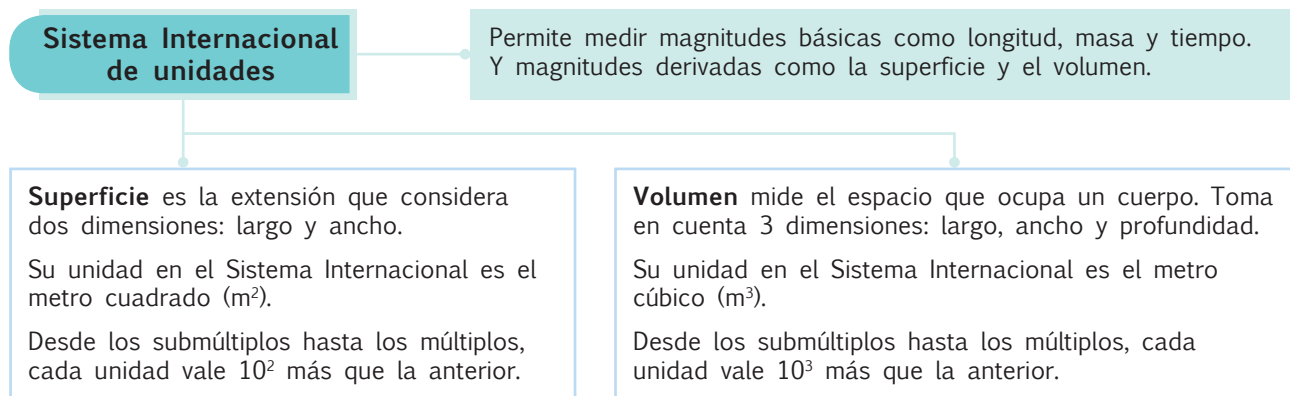 Sistema Internacional
de unidades
Permite medir magnitudes básicas como longitud, masa y tiempo.
Y magnitudes derivadas como la superficie y el volumen.
Superficie es la extensión que considera
dos dimensiones: largo y ancho.
Su unidad en el Sistema Internacional es el
metro cuadrado (m²).
Desde los submúltiplos hasta los múltiplos,
cada unidad vale 10² más que la anterior.
Volumen mide el espacio que ocupa un cuerpo. Toma
en cuenta 3 dimensiones: largo, ancho y profundidad.
Su unidad en el Sistema Internacional es el metro
cúbico (m³).
Desde los submúltiplos hasta los múltiplos, cada
unidad vale 10³ más que la anterior.